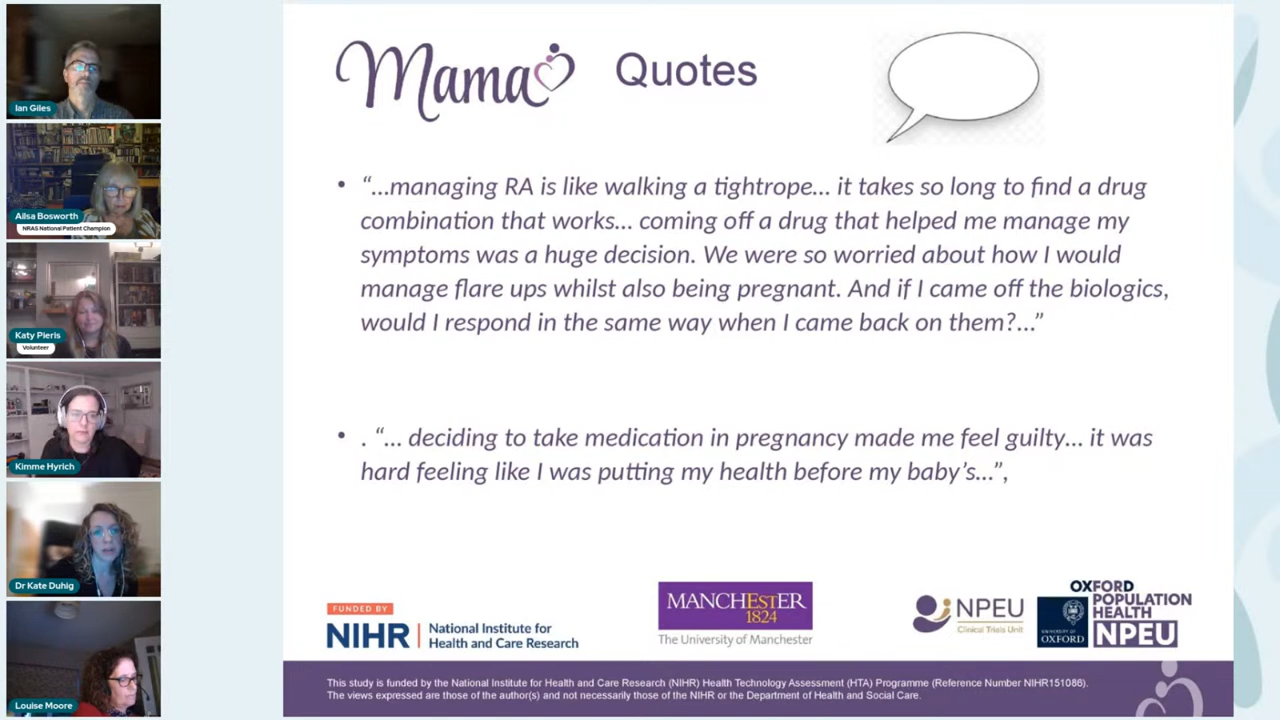 Ian Giles
Ailsa Bosworth
NRAS National Patient Champion
Katy Pieris
Volunteer
Kimme Hyrich
Dr Kate Duhig
Louise Moore
Mama
Quotes
• “…managing RA is like walking a tightrope… it takes so long to find a drug
combination that works… coming off a drug that helped me manage my
symptoms was a huge decision. We were so worried about how I would
manage flare ups whilst also being pregnant. And if I came off the biologics,
would I respond in the same way when I came back on them?…”
• . “… deciding to take medication in pregnancy made me feel guilty… it was
hard feeling like I was putting my health before my baby’s…”,
FUNDED BY
NIHR | National Institute for
Health and Care Research
MANCHESTER
1824
The University of Manchester
NPEU
Clinical Trials Unit
UNIVERSITY OF
OXFORD
OXFORD
POPULATION
HEALTH
NPEU
This study is funded by the National Institute for Health and Care Research (NIHR) Health Technology Assessment (HTA) Programme (Reference Number NIHR151086).
The views expressed are those of the author(s) and not necessarily those of the NIHR or the Department of Health and Social Care.